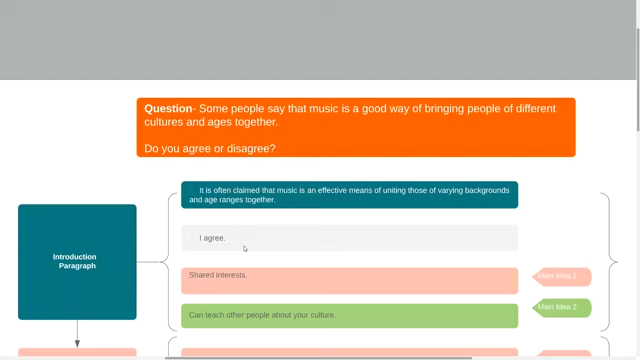 Question- Some people say that music is a good way of bringing people of different
cultures and ages together.
Do you agree or disagree?
It is often claimed that music is an effective means of uniting those of varying backgrounds
and age ranges together.
I agree.
Introduction
Paragraph
Shared interests.
Main Idea 1
Can teach other people about your culture.
Main Idea 2